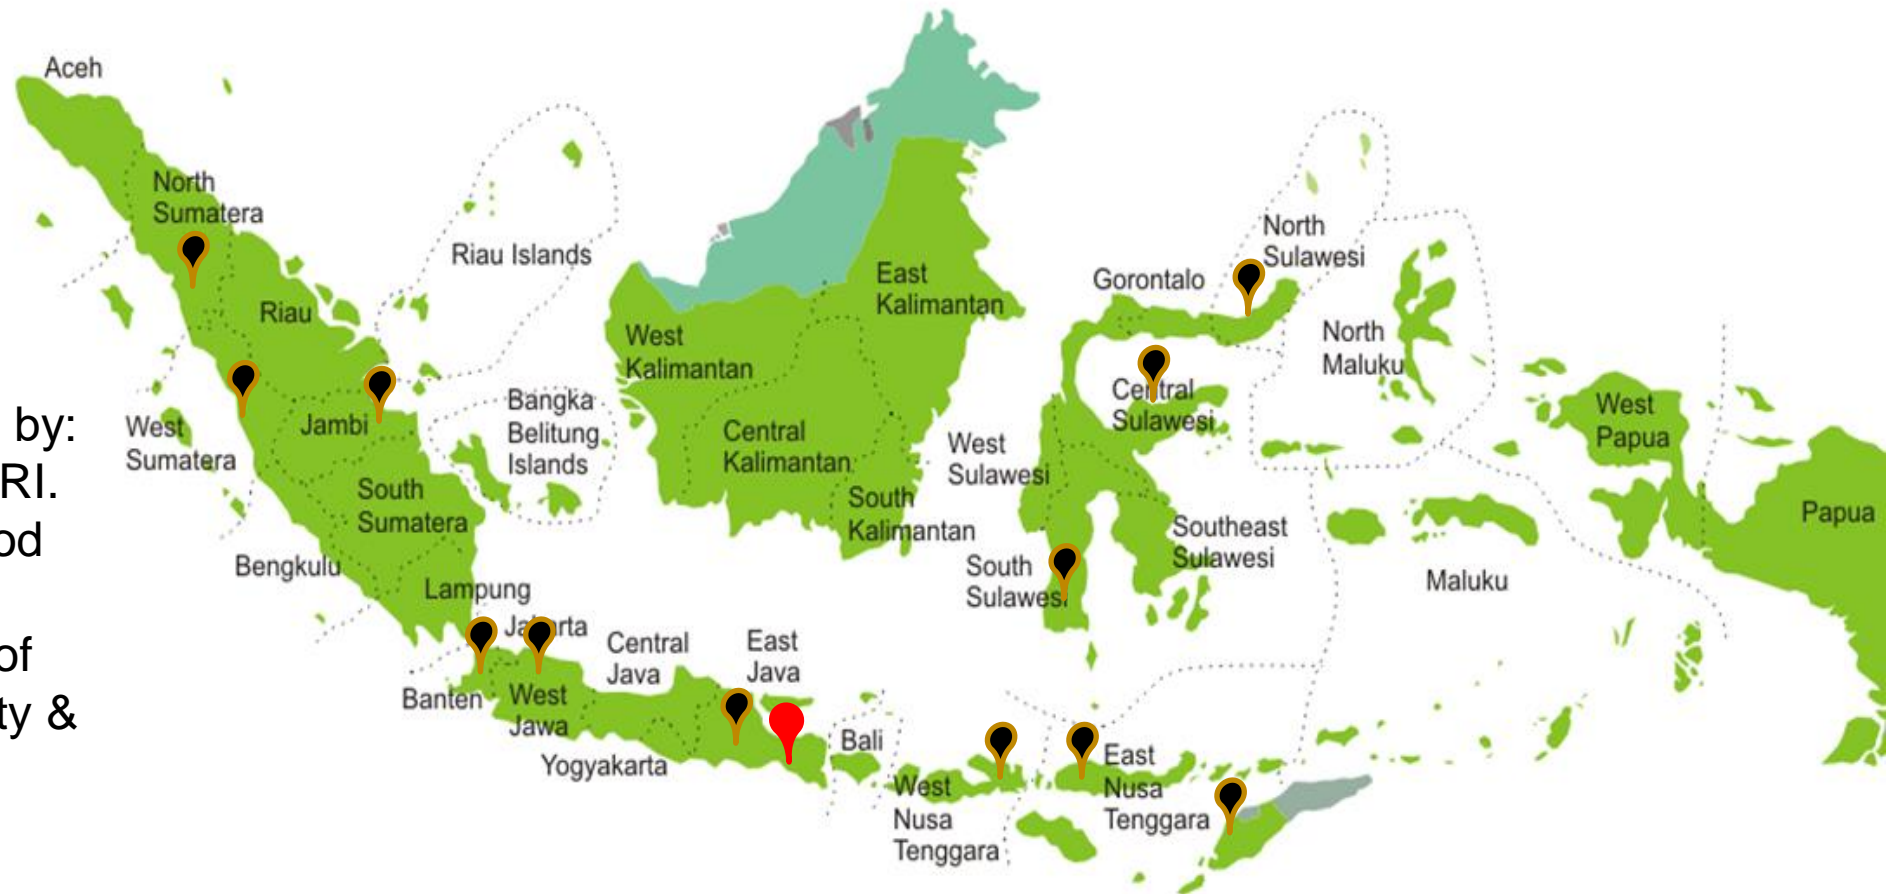 Aceh
North
Sumatera
Riau Islands
Riau
West
Sumatera
Jambi
Bangka
Belitung
Islands
South
Sumatera
Bengkulu
Lampung
Jakarta
Banten
West
Jawa
Central
Java
Yogyakarta
East
Java
Bali
West
Nusa
Tenggara
East
Nusa
Tenggara
West
Kalimantan
East
Kalimantan
Central
Kalimantan
South
Kalimantan
Gorontalo
North
Sulawesi
Central
Sulawesi
West
Sulawesi
South
Sulawesi
Southeast
Sulawesi
North
Maluku
Maluku
West
Papua
Papua
by:
RI.
od
of
ty &